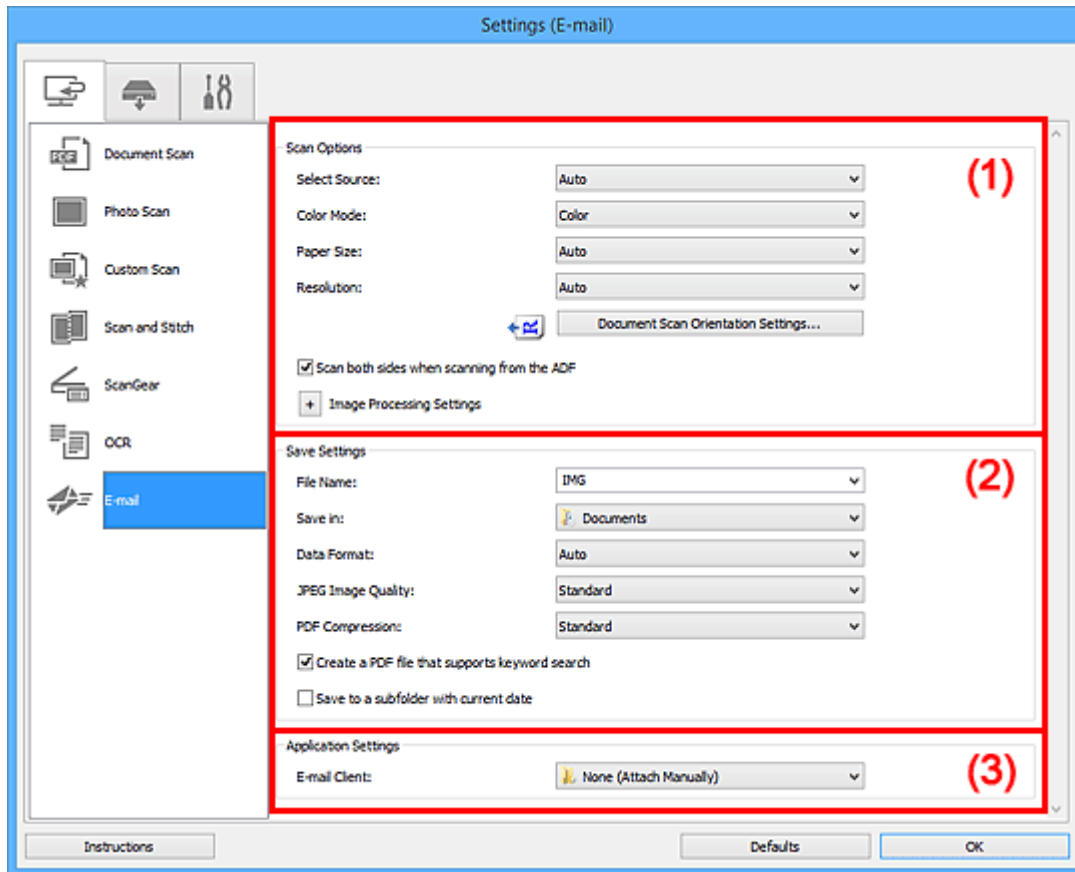 Settings (E-mail)
PDF
Document Scan
Photo Scan
Custom Scan
Scan and Stitch
ScanGear
OCR
E-mail
Scan Options
(1)
Select Source: Auto
Color Mode: Color
Paper Size: Auto
Resolution: Auto
R Document Scan Orientation Settings...
Scan both sides when scanning from the ADF
+ Image Processing Settings
Save Settings
(2)
File Name: IMG
Save in: Documents
Data Format: Auto
JPEG Image Quality: Standard
PDF Compression: Standard
Create a PDF file that supports keyword search
Save to a subfolder with current date
Application Settings
(3)
E-mail Client: None (Attach Manually)
Instructions Defaults OK